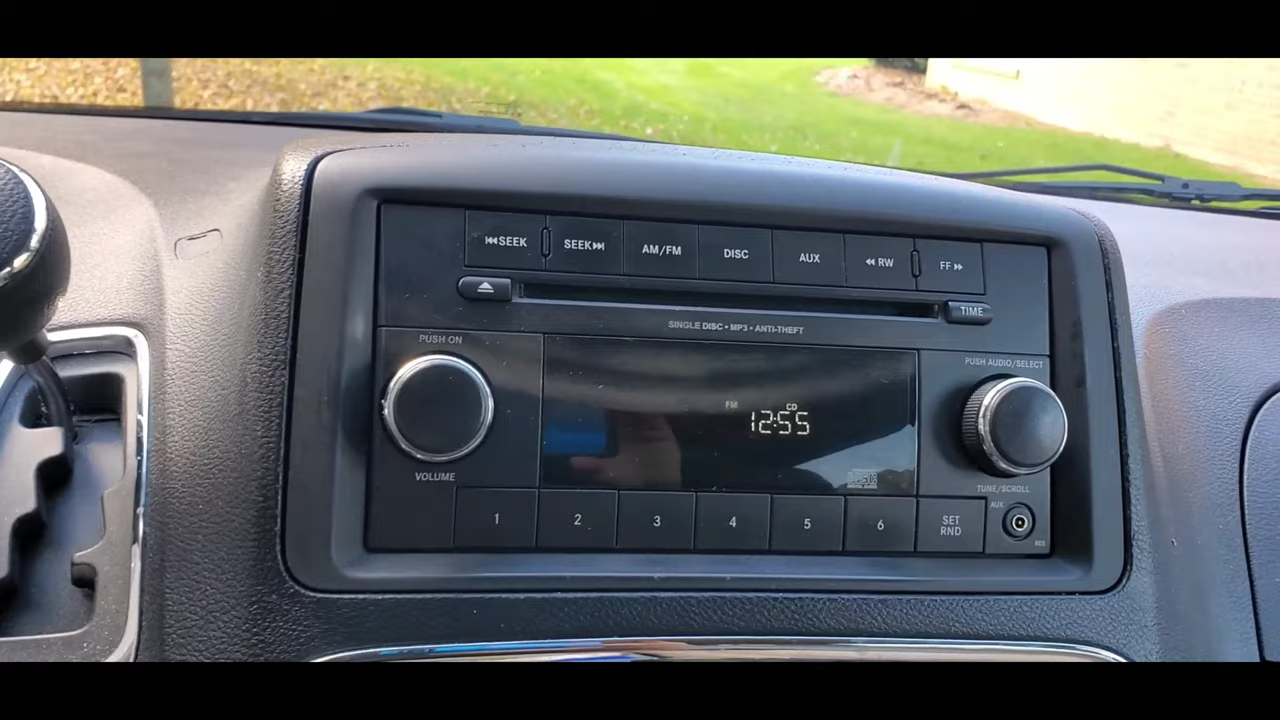 SEEK SEEK AM/FM DISC AUX RW FF
TIME
SINGLE DISC • MP3 • ANTI-THEFT
PUSH ON
PUSH AUDIO/SELECT
FM CD
12:55
VOLUME
TUNE/SCROLL
AUX
1 2 3 4 5 6 SET RND
RES